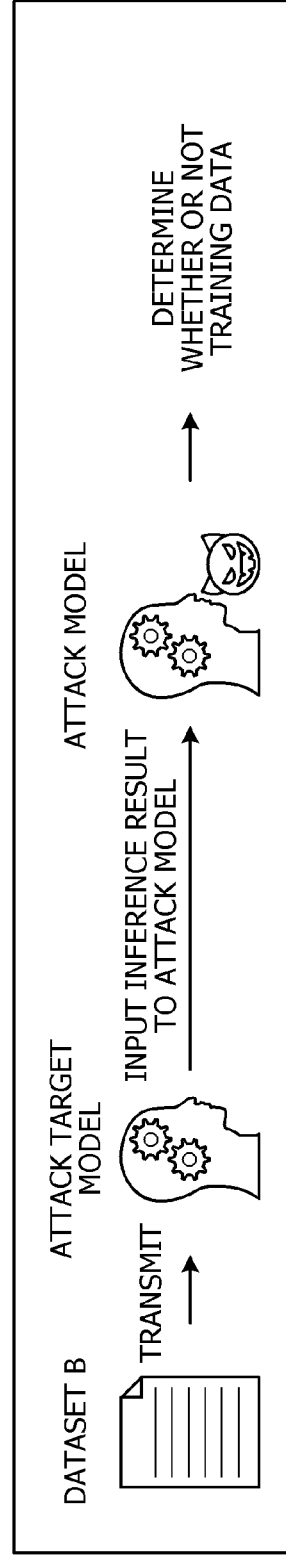 DATASET B
TRANSMIT
ATTACK TARGET
MODEL
INPUT INFERENCE RESULT
TO ATTACK MODEL
ATTACK MODEL
DETERMINE
WHETHER OR NOT
TRAINING DATA